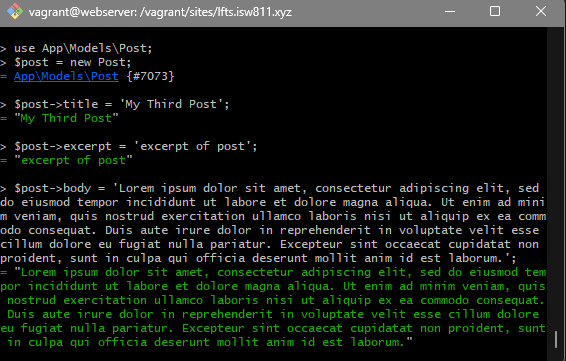 vagrant@webserver: /vagrant/sites/lfts.isw811.xyz
> use App\Models\Post;
> $post = new Post;
= App\Models\Post {#7073}
> $post->title = 'My Third Post';
= "My Third Post"
> $post->excerpt = 'excerpt of post';
= "excerpt of post"
> $post->body = 'Lorem ipsum dolor sit amet, consectetur adipiscing elit, sed
do eiusmod tempor incididunt ut labore et dolore magna aliqua. Ut enim ad mini
m veniam, quis nostrud exercitation ullamco laboris nisi ut aliquip ex ea comm
odo consequat. Duis aute irure dolor in reprehenderit in voluptate velit esse
cillum dolore eu fugiat nulla pariatur. Excepteur sint occaecat cupidatat non
proident, sunt in culpa qui officia deserunt mollit anim id est laborum.';
= "Lorem ipsum dolor sit amet, consectetur adipiscing elit, sed do eiusmod tem
por incididunt ut labore et dolore magna aliqua. Ut enim ad minim veniam, quis
nostrud exercitation ullamco laboris nisi ut aliquip ex ea commodo consequat.
Duis aute irure dolor in reprehenderit in voluptate velit esse cillum dolore
eu fugiat nulla pariatur. Excepteur sint occaecat cupidatat non proident, sunt
in culpa qui officia deserunt mollit anim id est laborum."